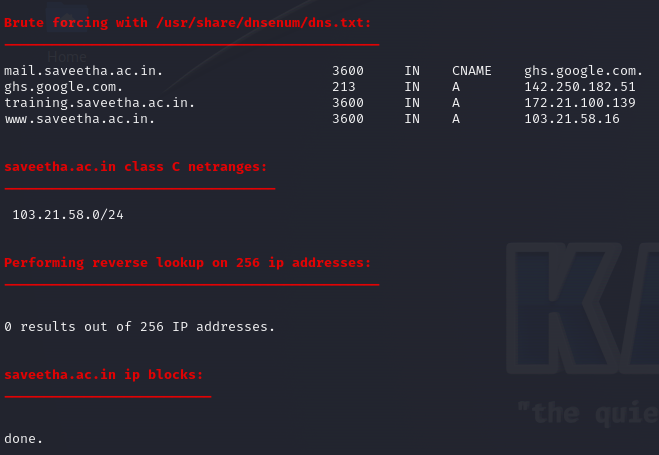 Brute forcing with /usr/share/dnsenum/dns.txt:
Home
mail.saveetha.ac.in. 3600 IN CNAME ghs.google.com.
ghs.google.com. 213 IN A 142.250.182.51
training.saveetha.ac.in. 3600 IN A 172.21.100.139
www.saveetha.ac.in. 3600 IN A 103.21.58.16
saveetha.ac.in class C netranges:
103.21.58.0/24
Performing reverse lookup on 256 ip addresses:
0 results out of 256 IP addresses.
saveetha.ac.in ip blocks:
"the quie
done.